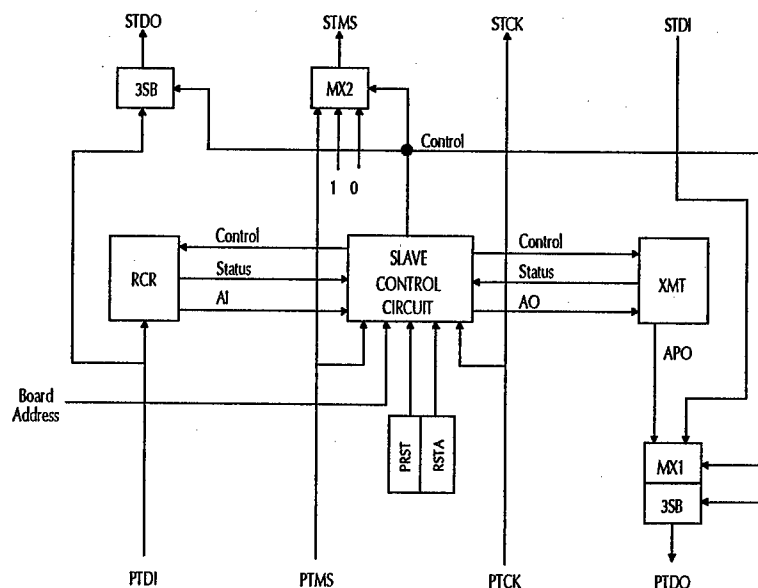 STDO STMS STCK STDI
3SB MX2
Control
1 0
Control SLAVE Control
RCR Status CONTROL Status XMT
AI CIRCUIT AO
APO
Board
Address
PRST RSTA
MX1
3SB
PTDI PTMS PTCK PTDO